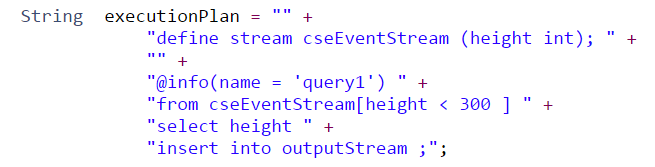 String  executionPlan = "" +
"define stream cseEventStream (height int); " +
"" +
"@info(name = 'query1') " +
"from cseEventStream[height < 300 ] " +
"select height " +
"insert into outputStream ;";